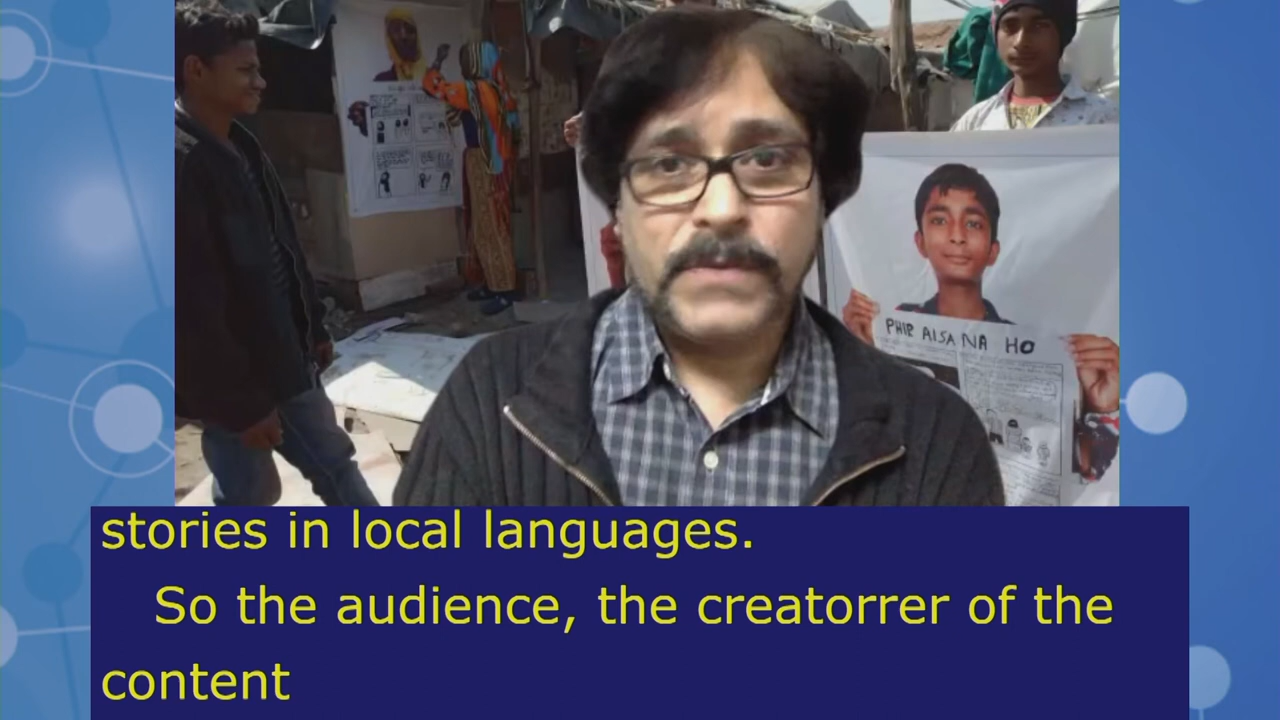 PHIR AISA NA HO
stories in local languages.
So the audience, the creatorrer of the
content